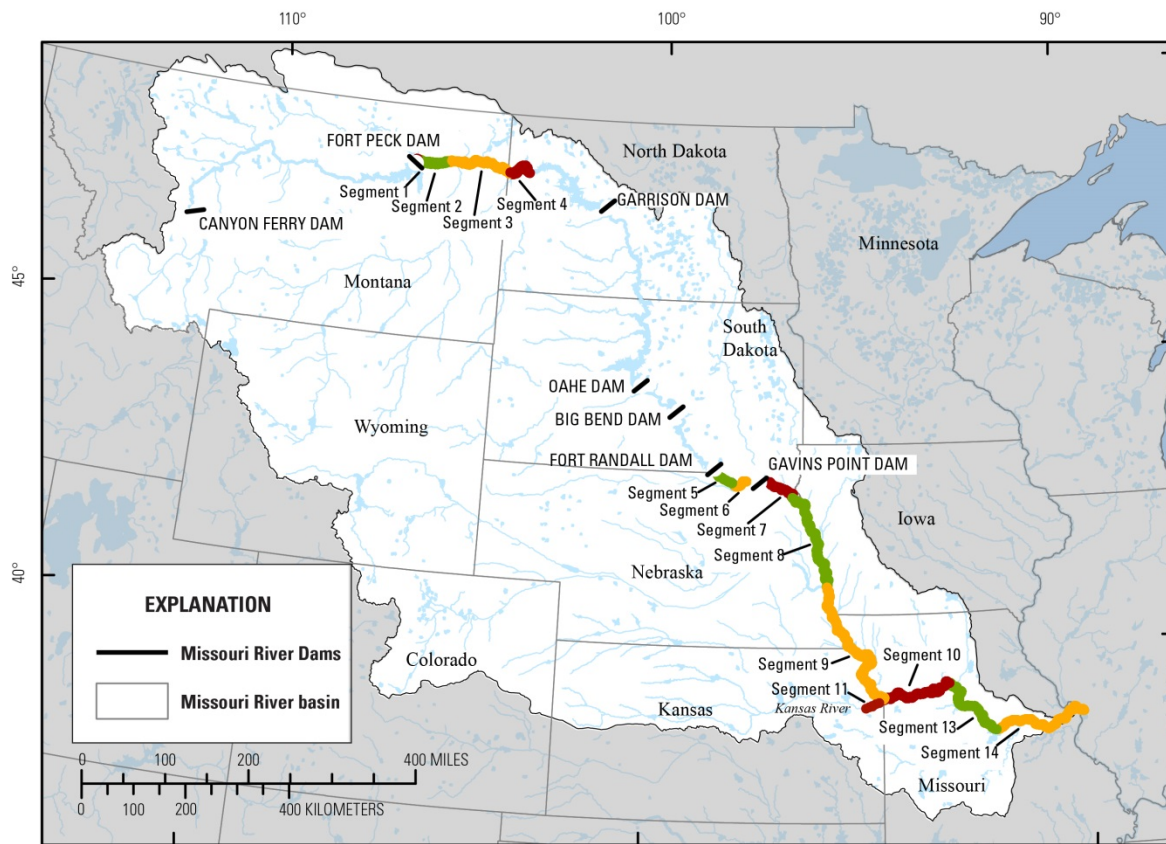 110°
100°
90°
45°
40°
FORT PECK DAM
North Dakota
Segment 1
Segment 2
Segment 3
Segment 4
GARRISON DAM
CANYON FERRY DAM
Minnesota
Montana
South
Dakota
OAHE DAM
BIG BEND DAM
Wyoming
FORT RANDALL DAM
GAVINS POINT DAM
Segment 5
Segment 6
Segment 7
Iowa
Segment 8
Nebraska
EXPLANATION
Missouri River Dams
Missouri River basin
Colorado
Segment 9
Segment 10
Segment 11
Kansas River
Kansas
Segment 13
Segment 14
Missouri
0 100 200 400 MILES
0 100 200 400 KILOMETERS